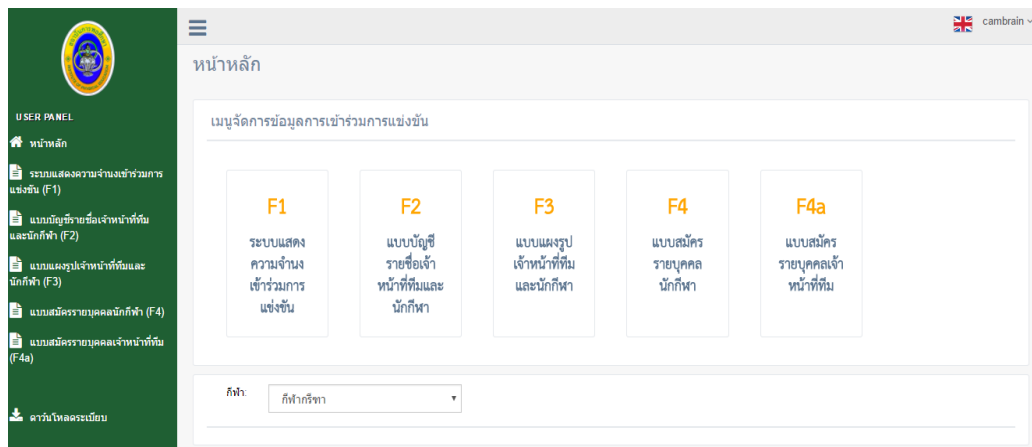 cambrain
หน้าหลัก
USER PANEL
หน้าหลัก
ระบบแสดงความจำนงเข้าร่วมการ
แข่งขัน (F1)
แบบบัญชีรายชื่อเจ้าหน้าที่ทีม
และนักกีฬา (F2)
แบบแผงรูปเจ้าหน้าที่ทีมและ
นักกีฬา (F3)
แบบสมัครรายบุคคลนักกีฬา (F4)
แบบสมัครรายบุคคลเจ้าหน้าที่ทีม
(F4a)
ดาว์นโหลดระเบียบ
เมนูจัดการข้อมูลการเข้าร่วมการแข่งขัน
F1
ระบบแสดง
ความจำนง
เข้าร่วมการ
แข่งขัน
F2
แบบบัญชี
รายชื่อเจ้า
หน้าที่ทีมและ
นักกีฬา
F3
แบบแผงรูป
เจ้าหน้าที่ทีม
และนักกีฬา
F4
แบบสมัคร
รายบุคคล
นักกีฬา
F4a
แบบสมัคร
รายบุคคลเจ้า
หน้าที่ทีม
กีฬา:
กีฬากรีฑา